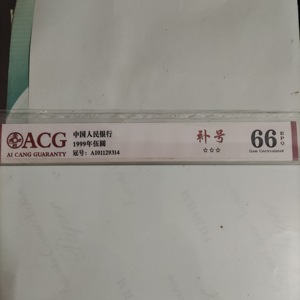 ACG
AI CANG GUARANTY
中国人民银行
1999年伍圆
冠号: A101129314
补号
☆☆☆
66
EPQ
Gem Uncirculated